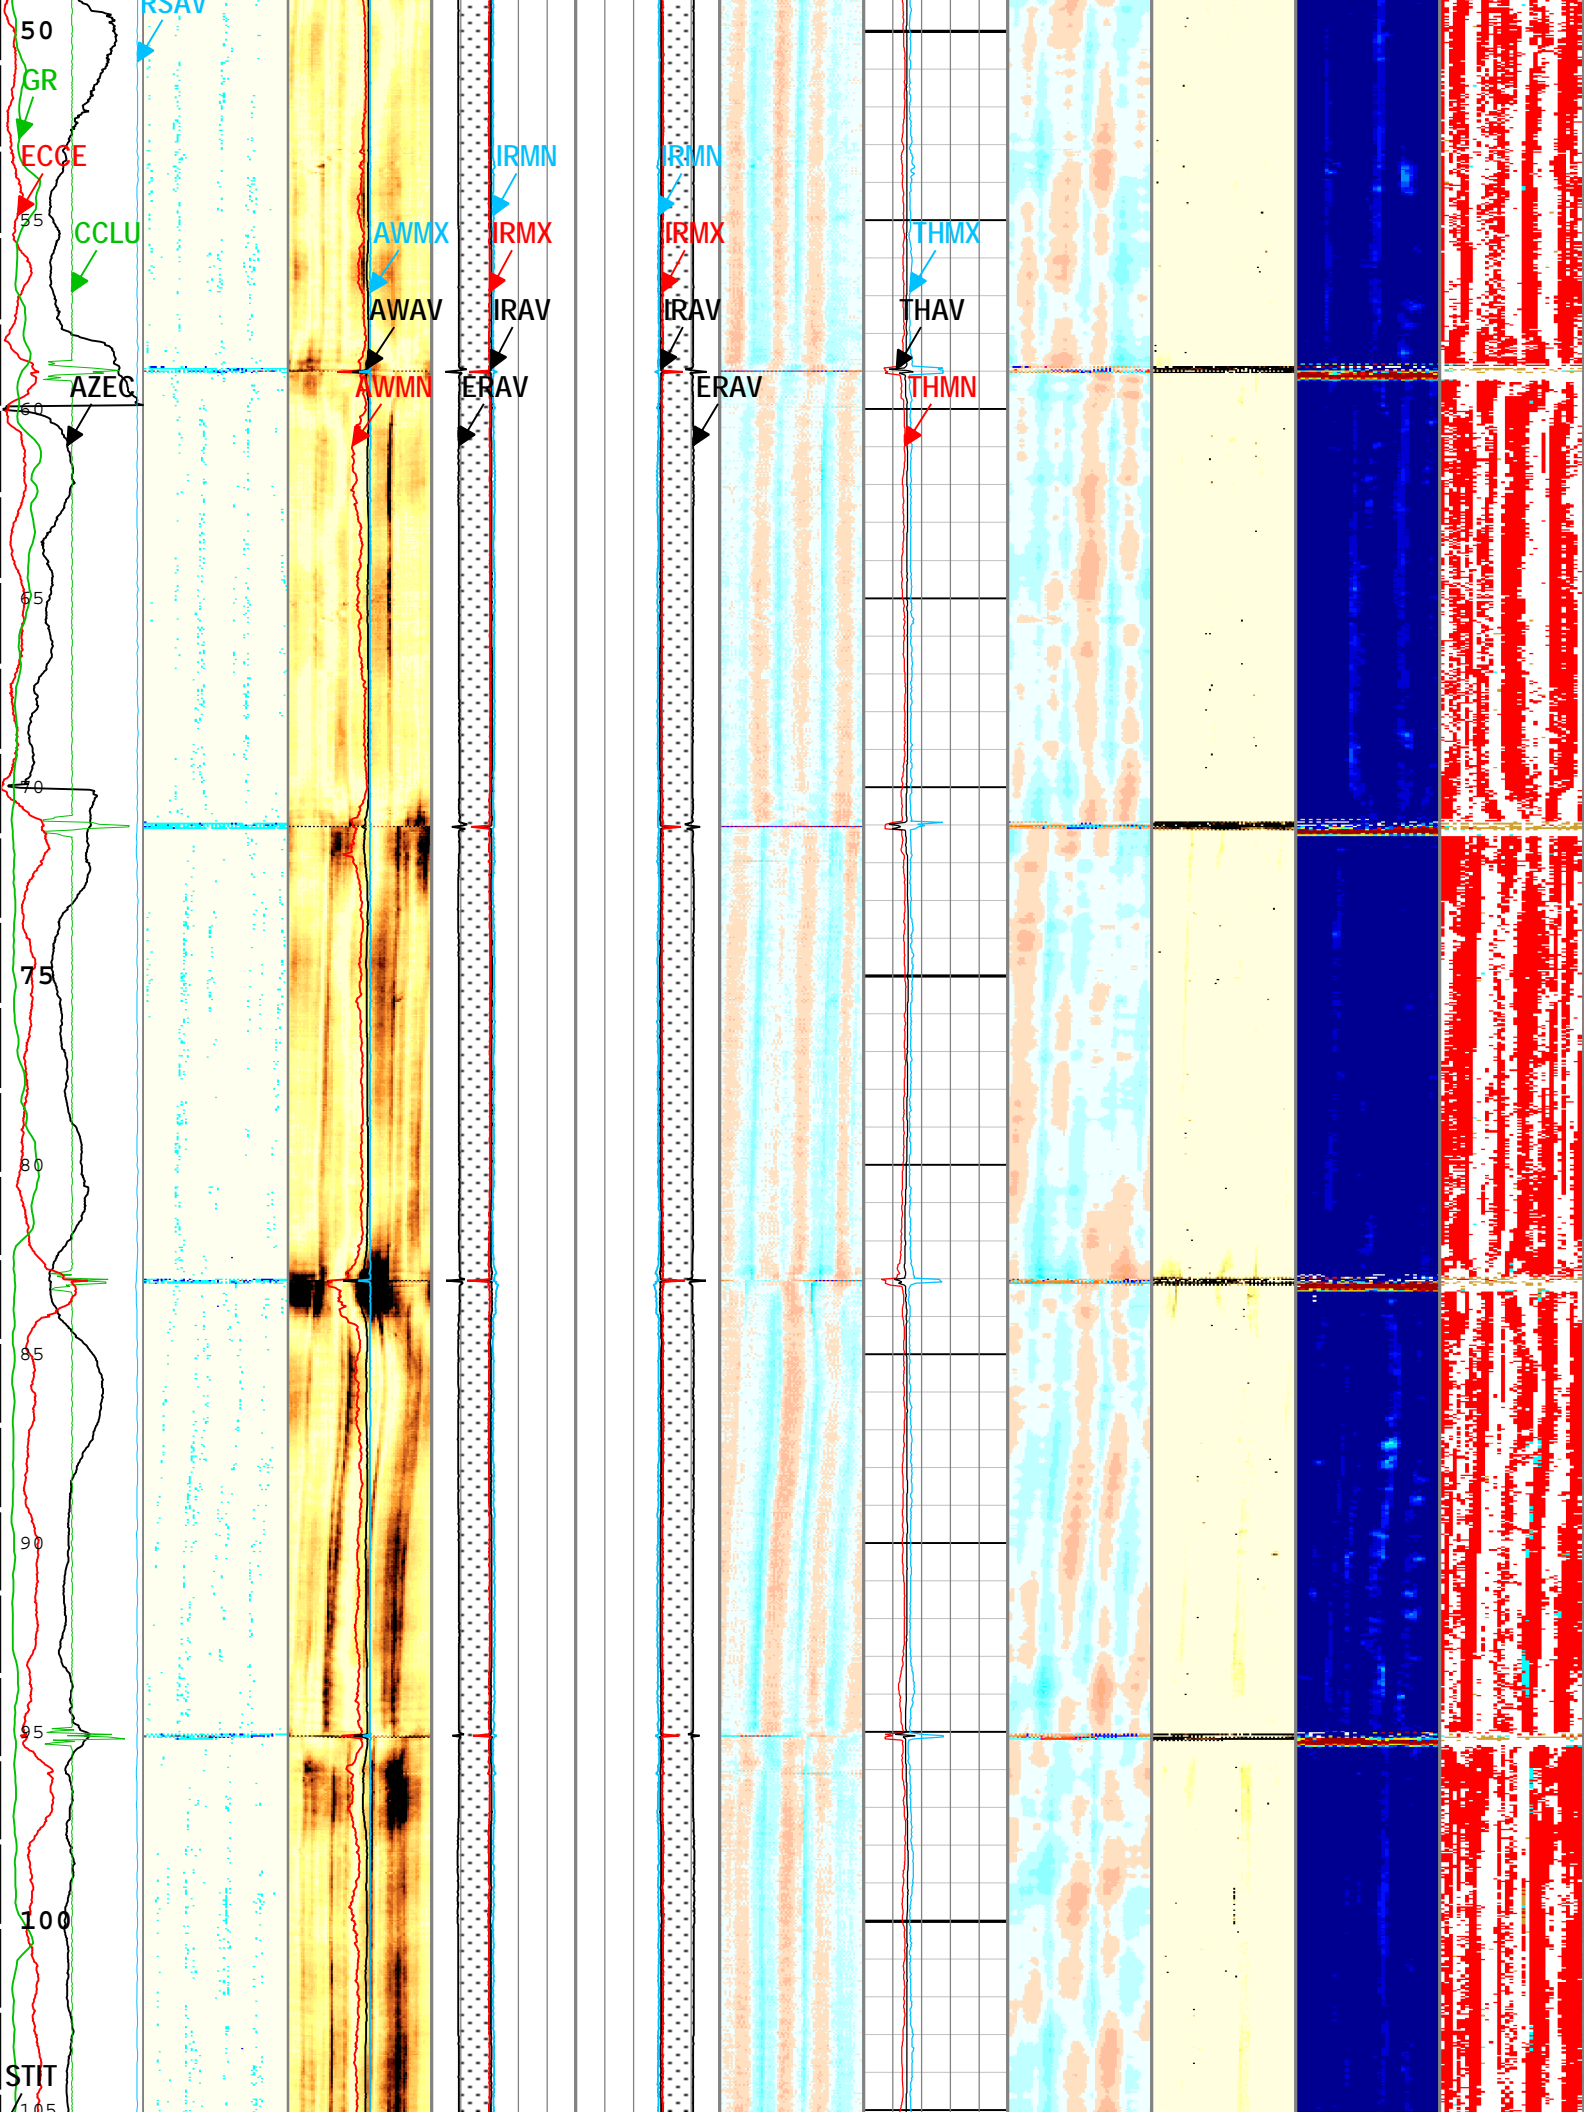 RSAV
50
GR
ECCE
IRMN
IRMN
55
CCLU
AWMX
IRMX
IRMX
THMX
AWAV
IRAV
IRAV
THAV
AZEC
AWMN
ERAV
ERAV
THMN
60
65
70
75
80
85
90
95
100
STIT
105